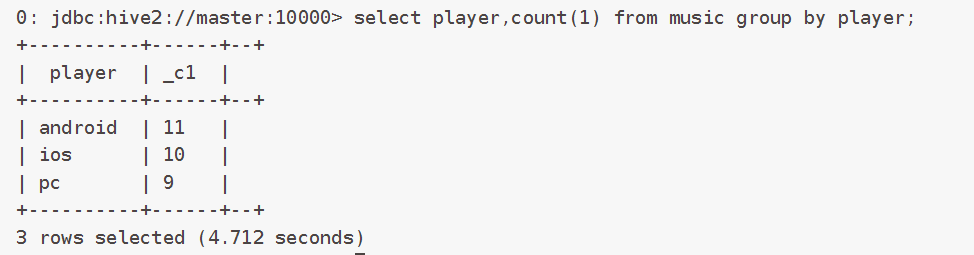 0: jdbc:hive2://master:10000> select player,count(1) from music group by player;
+----------+------+--+
|  player  | _c1  |
+----------+------+--+
| android  | 11   |
| ios      | 10   |
| pc       | 9    |
+----------+------+--+
3 rows selected (4.712 seconds)